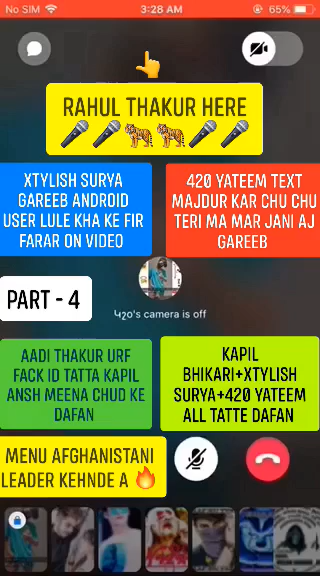 No SIM 3:28 AM 65%
RAHUL THAKUR HERE
🎤🎤🐅🐅🎤🎤
XTYLISH SURYA
GAREEB ANDROID
USER LULE KHA KE FIR
FARAR ON VIDEO
420 YATEEM TEXT
MAJDUR KAR CHU CHU
TERI MA MAR JANI AJ
GAREEB
PART - 4
420's camera is off
AADI THAKUR URF
FACK ID TATTA KAPIL
ANSH MEENA CHUD KE
DAFAN
KAPIL
BHIKARI+XTYLISH
SURYA+420 YATEEM
ALL TATTE DAFAN
MENU AFGHANISTANI
LEADER KEHNDE A 🔥